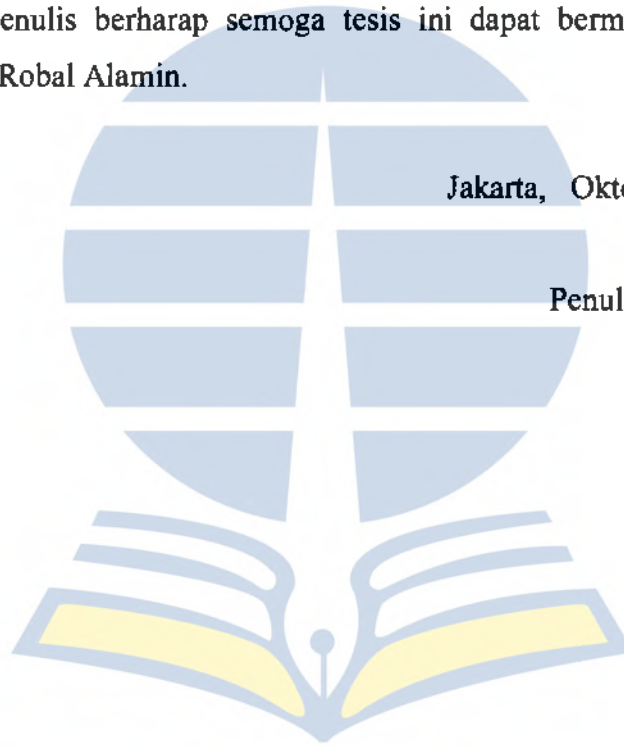 enulis berharap semoga tesis ini dapat berm
Robal Alamin.
Jakarta, Okt
Penul